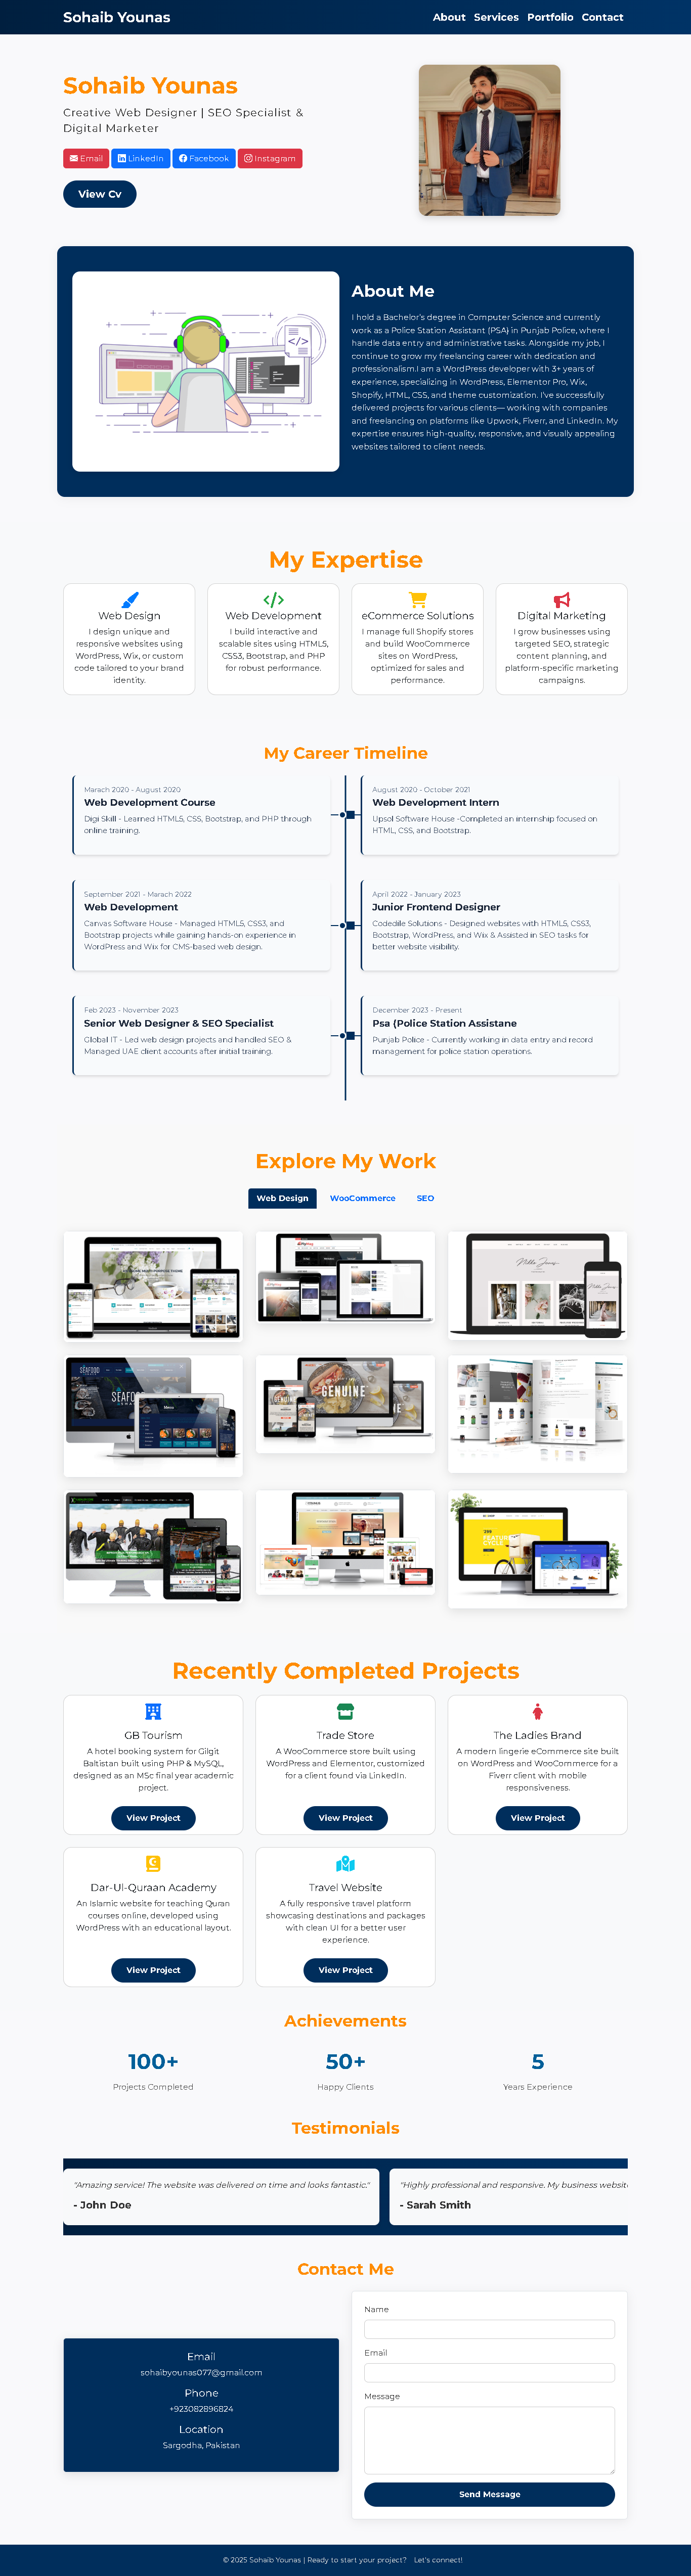 Sohaib Younas
About Services Portfolio Contact
Sohaib Younas
Creative Web Designer | SEO Specialist &
Digital Marketer
Email LinkedIn Facebook Instagram
View Cv
About Me
I hold a Bachelor's degree in Computer Science and currently
work as a Police Station Assistant (PSA) in Punjab Police, where I
handle data entry and administrative tasks. Alongside my job, I
continue to grow my freelancing career with dedication and
professionalism.I am a WordPress developer with 3+ years of
experience, specializing in WordPress, Elementor Pro, Wix,
Shopify, HTML, CSS, and theme customization. I've successfully
delivered projects for various clients— working with companies
and freelancing on platforms like Upwork, Fiverr, and LinkedIn. My
expertise ensures high-quality, responsive, and visually appealing
websites tailored to client needs.
My Expertise
Web Design
I design unique and
responsive websites using
WordPress, Wix, or custom
code tailored to your brand
identity.
Web Development
I build interactive and
scalable sites using HTML5,
CSS3, Bootstrap, and PHP
for robust performance.
eCommerce Solutions
I manage full Shopify stores
and build WooCommerce
sites on WordPress,
optimized for sales and
performance.
Digital Marketing
I grow businesses using
targeted SEO, strategic
content planning, and
platform-specific marketing
campaigns.
My Career Timeline
Marach 2020 - August 2020
Web Development Course
Digi Skill - Learned HTML5, CSS, Bootstrap, and PHP through
online training.
August 2020 - October 2021
Web Development Intern
Upsol Software House -Completed an internship focused on
HTML, CSS, and Bootstrap.
September 2021 - Marach 2022
Web Development
Canvas Software House - Managed HTML5, CSS3, and
Bootstrap projects while gaining hands-on experience in
WordPress and Wix for CMS-based web design.
April 2022 - January 2023
Junior Frontend Designer
Codedille Solutions - Designed websites with HTML5, CSS3,
Bootstrap, WordPress, and Wix & Assisted in SEO tasks for
better website visibility.
Feb 2023 - November 2023
Senior Web Designer & SEO Specialist
Global IT - Led web design projects and handled SEO &
Managed UAE client accounts after initial training.
December 2023 - Present
Psa (Police Station Assistane
Punjab Police - Currently working in data entry and record
management for police station operations.
Explore My Work
Web Design WooCommerce SEO
SEAFOOD
GENUINE
Recently Completed Projects
GB Tourism
A hotel booking system for Gilgit
Baltistan built using PHP & MySQL,
designed as an MSc final year academic
project.
View Project
Trade Store
A WooCommerce store built using
WordPress and Elementor, customized
for a client found via LinkedIn.
View Project
The Ladies Brand
A modern lingerie eCommerce site built
on WordPress and WooCommerce for a
Fiverr client with mobile
responsiveness.
View Project
Dar-Ul-Quraan Academy
An Islamic website for teaching Quran
courses online, developed using
WordPress with an educational layout.
View Project
Travel Website
A fully responsive travel platform
showcasing destinations and packages
with clean UI for a better user
experience.
View Project
Achievements
100+
Projects Completed
50+
Happy Clients
5
Years Experience
Testimonials
"Amazing service! The website was delivered on time and looks fantastic."
- John Doe
"Highly professional and responsive. My business website
- Sarah Smith
Contact Me
Email
sohaibyounas077@gmail.com
Phone
+923082896824
Location
Sargodha, Pakistan
Name
Email
Message
Send Message
© 2025 Sohaib Younas | Ready to start your project? Let's connect!